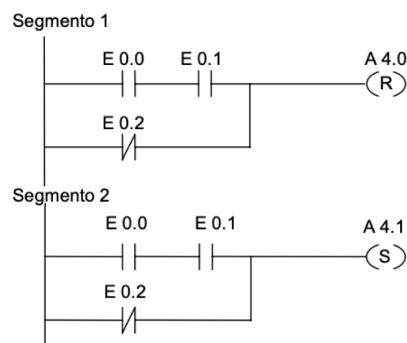 Segmento 1
E 0.0 E 0.1 A 4.0
R
E 0.2
Segmento 2
E 0.0 E 0.1 A 4.1
S
E 0.2